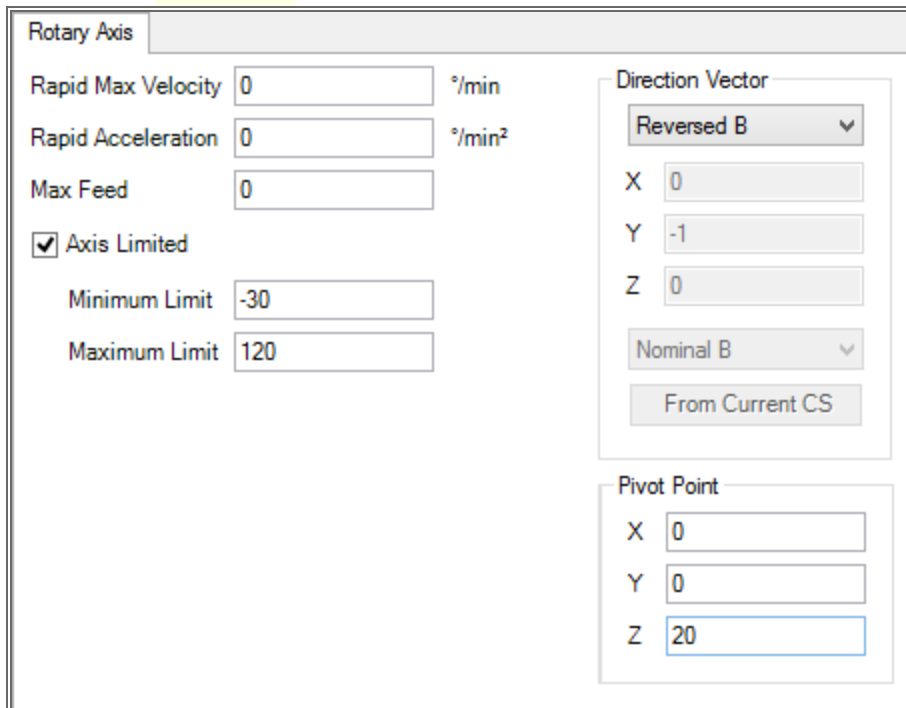 Rotary Axis
Rapid Max Velocity 0 °/min
Rapid Acceleration 0 °/min²
Max Feed 0
Axis Limited
Minimum Limit -30
Maximum Limit 120
Direction Vector
Reversed B
X 0
Y -1
Z 0
Nominal B
From Current CS
Pivot Point
X 0
Y 0
Z 20